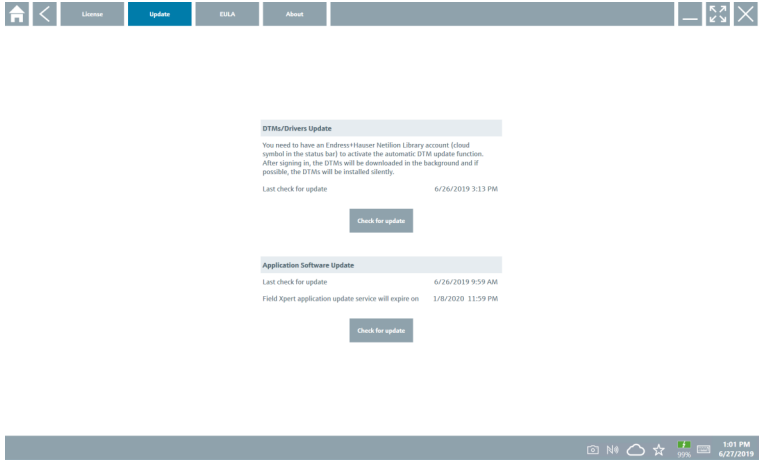 License
Update
EULA
About
DTMs/Drivers Update
You need to have an Endress+Hauser Netilion Library account (cloud
symbol in the status bar) to activate the automatic DTM update function.
After signing in, the DTMs will be downloaded in the background and if
possible, the DTMs will be installed silently.
Last check for update 6/26/2019 3:13 PM
Check for update
Application Software Update
Last check for update 6/26/2019 9:59 AM
Field Xpert application update service will expire on 1/8/2020 11:59 PM
Check for update
99%
1:01 PM
6/27/2019